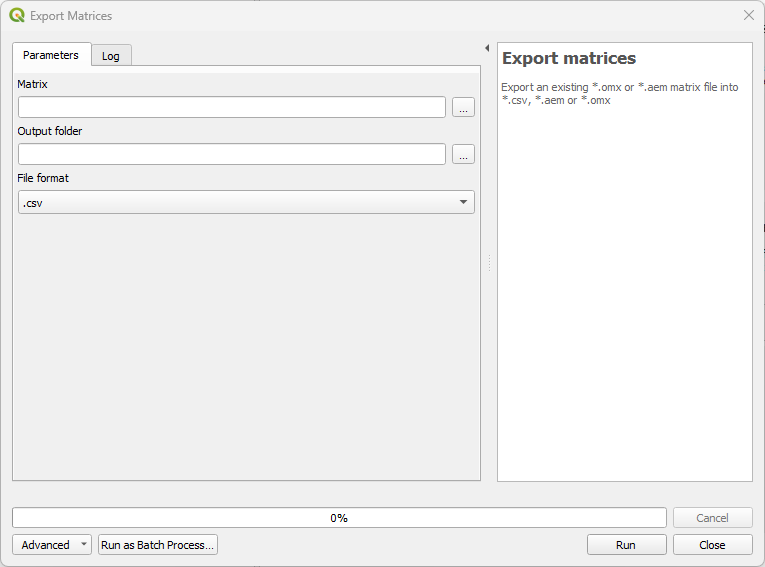 Export Matrices
Parameters
Log
Matrix
...
Output folder
...
File format
.csv
Export matrices
Export an existing *.omx or *.aem matrix file into
*.csv, *.aem or *.omx
0%
Cancel
Advanced
Run as Batch Process...
Run
Close